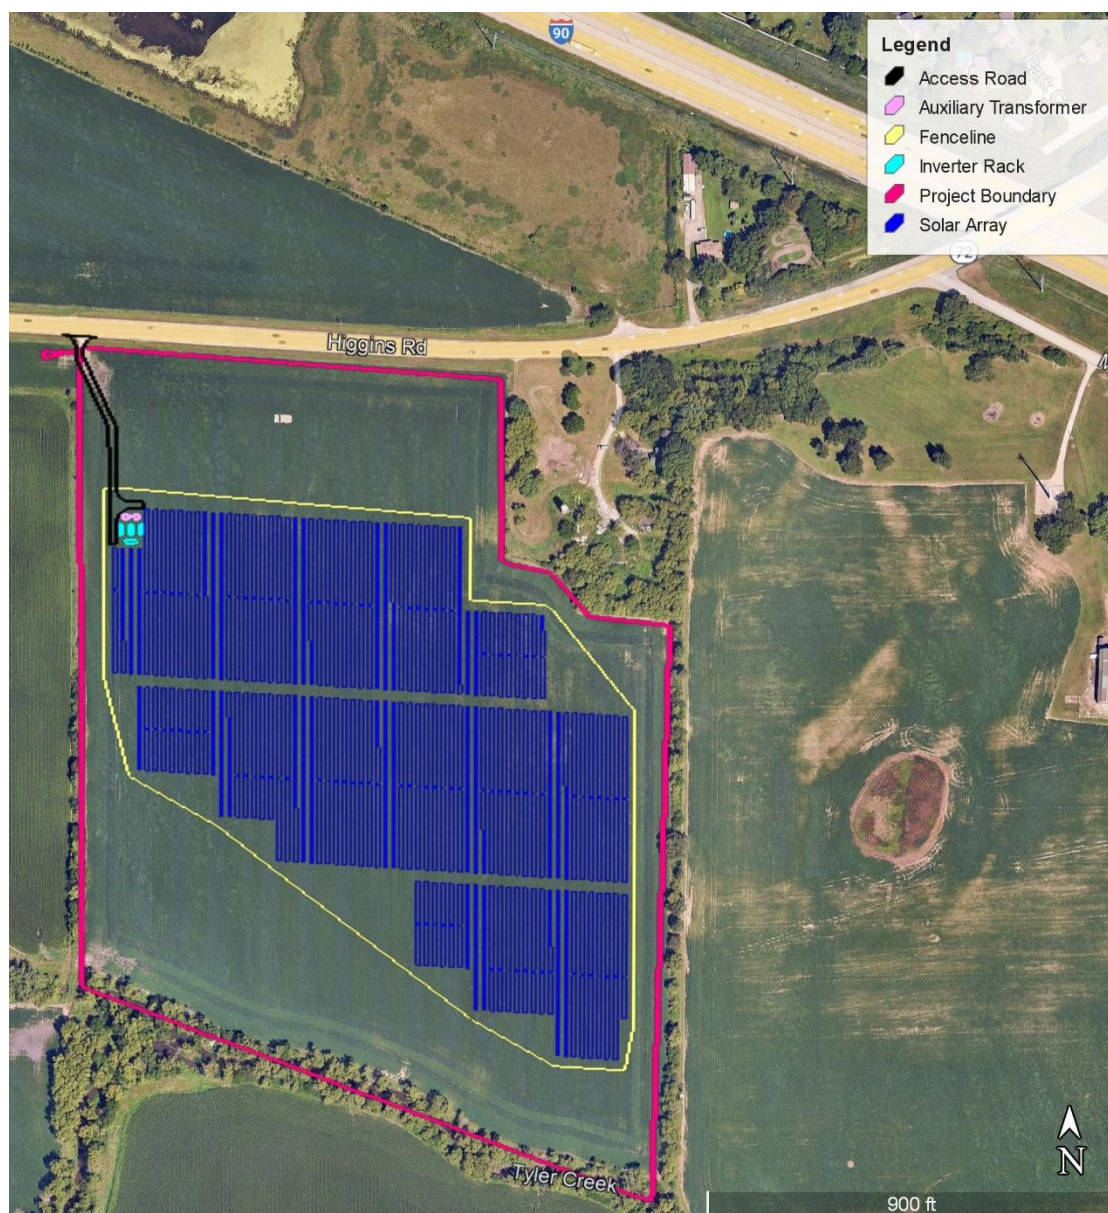 90
Legend
Access Road
Auxiliary Transformer
Fenceline
Inverter Rack
Project Boundary
Solar Array
72
Higgins Rd
Tyler Creek
N
900 ft